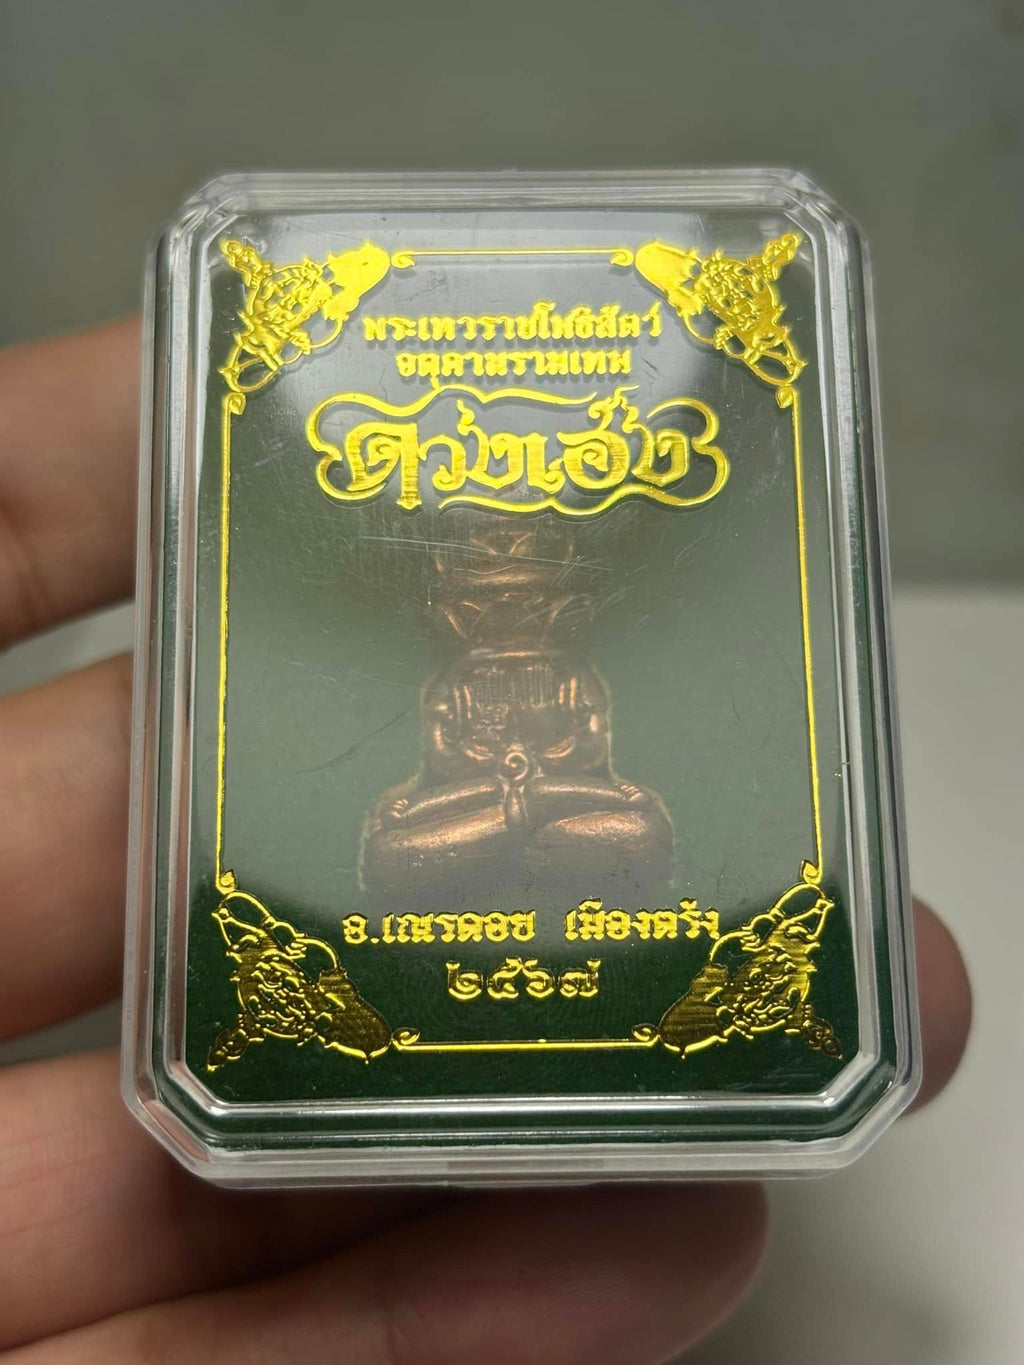 พระเทวราชโพธิสัตว์
จตุคามรามเทพ
ดวงเฮง
อ.เณรดอย เมืองตรัง
๒๕๖๗